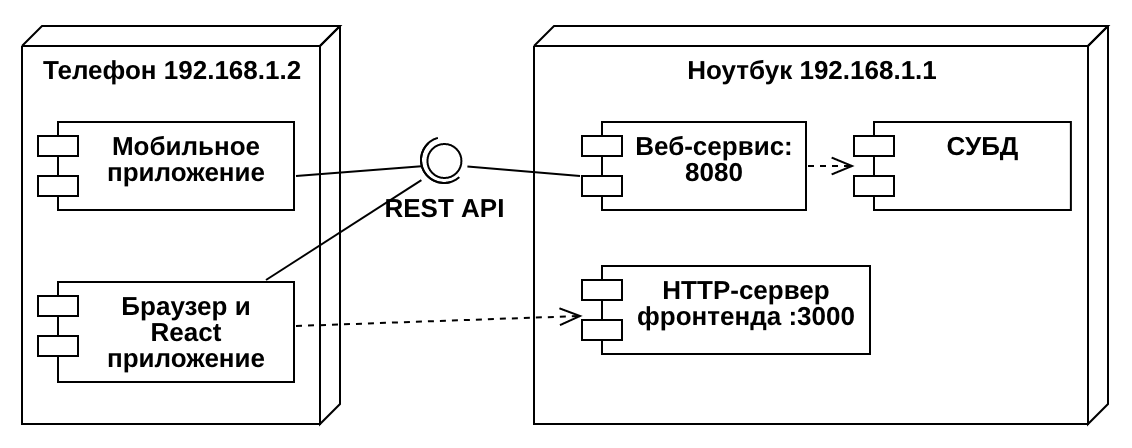 Телефон 192.168.1.2
Мобильное
приложение
Браузер и
React
приложение
REST API
Ноутбук 192.168.1.1
Веб-сервис:
8080
СУБД
HTTP-сервер
фронтенда :3000